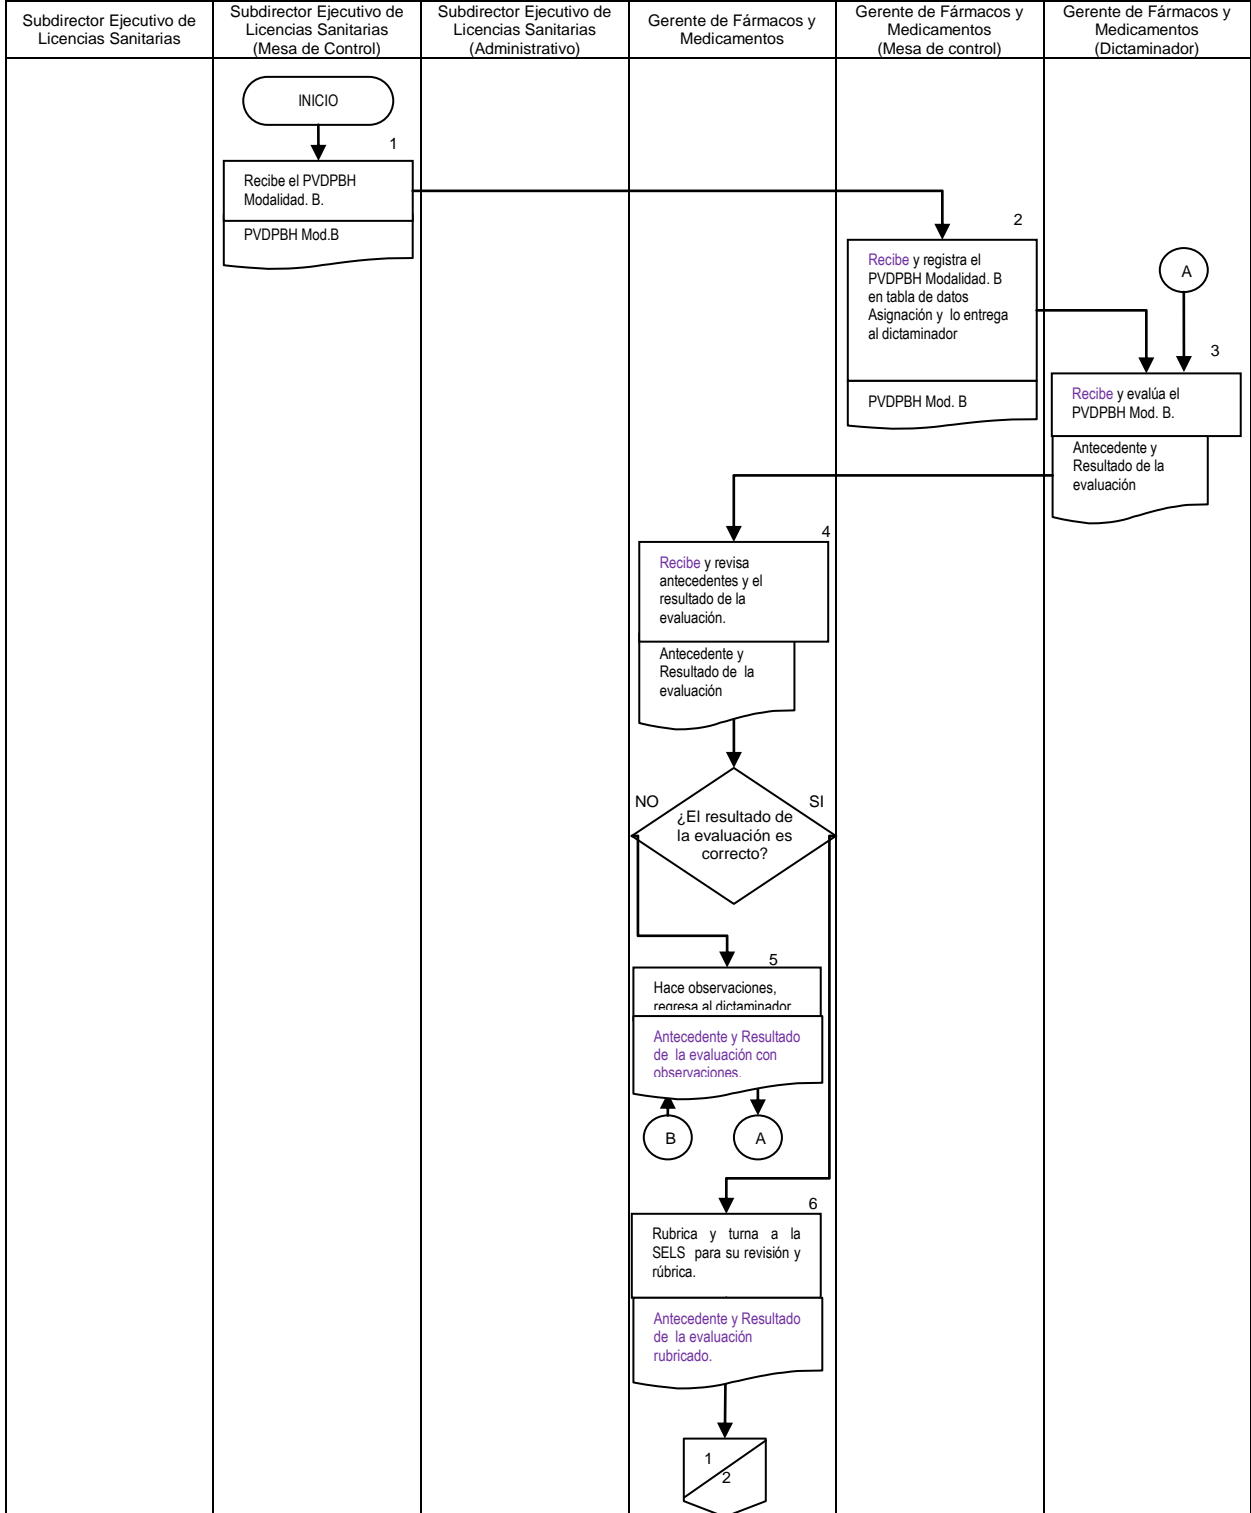 Subdirector Ejecutivo de
Licencias Sanitarias
Subdirector Ejecutivo de
Licencias Sanitarias
(Mesa de Control)
Subdirector Ejecutivo de
Licencias Sanitarias
(Administrativo)
Gerente de Fármacos y
Medicamentos
Gerente de Fármacos y
Medicamentos
(Mesa de control)
Gerente de Fármacos y
Medicamentos
(Dictaminador)
INICIO
1
Recibe el PVDPBH
Modalidad. B.
PVDPBH Mod.B
2
Recibe y registra el
PVDPBH Modalidad. B
en tabla de datos
Asignación y lo entrega
al dictaminador
PVDPBH Mod. B
A
3
Recibe y evalúa el
PVDPBH Mod. B.
Antecedente y
Resultado de la
evaluación
4
Recibe y revisa
antecedentes y el
resultado de la
evaluación.
Antecedente y
Resultado de la
evaluación
NO
SI
¿El resultado de
la evaluación es
correcto?
5
Hace observaciones,
regresa al dictaminador
Antecedente y Resultado
de la evaluación con
observaciones.
B
A
6
Rubrica y turna a la
SELS para su revisión y
rúbrica.
Antecedente y Resultado
de la evaluación
rubricado.
1
2